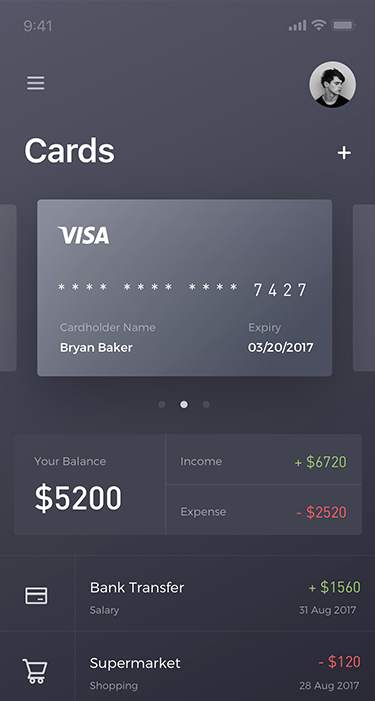 9:41
Cards
+
VISA
**** **** **** 7427
Cardholder Name Expiry
Bryan Baker 03/20/2017
Your Balance
$5200
Income + $6720
Expense - $2520
Bank Transfer + $1560
Salary 31 Aug 2017
Supermarket - $120
Shopping 28 Aug 2017